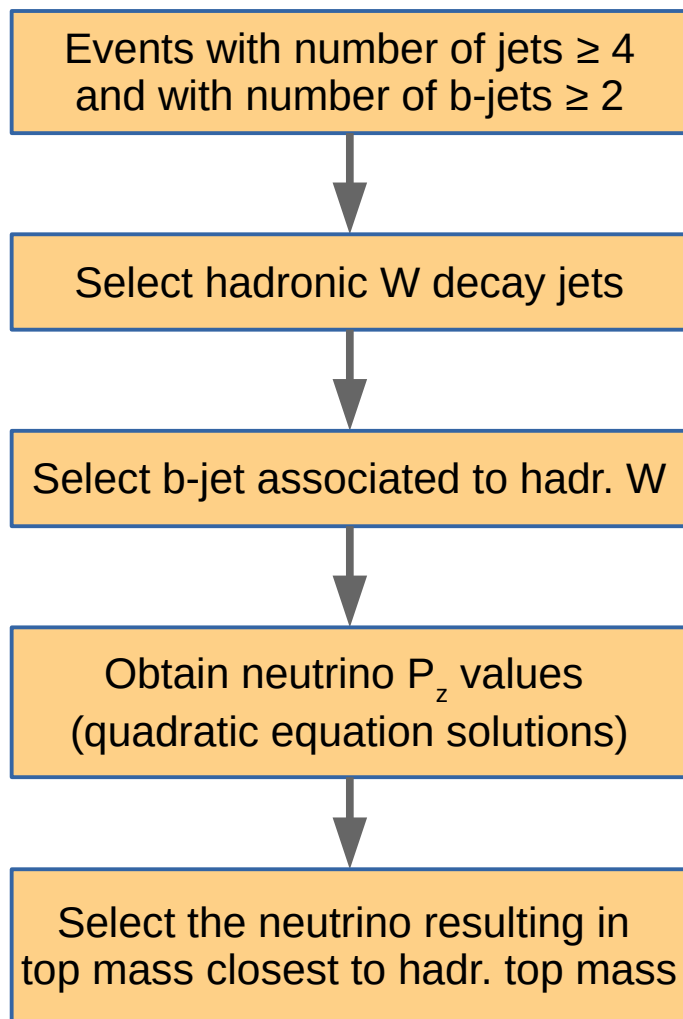 Events with number of jets ≥ 4
and with number of b-jets ≥ 2
Select hadronic W decay jets
Select b-jet associated to hadr. W
Obtain neutrino P_z values
(quadratic equation solutions)
Select the neutrino resulting in
top mass closest to hadr. top mass